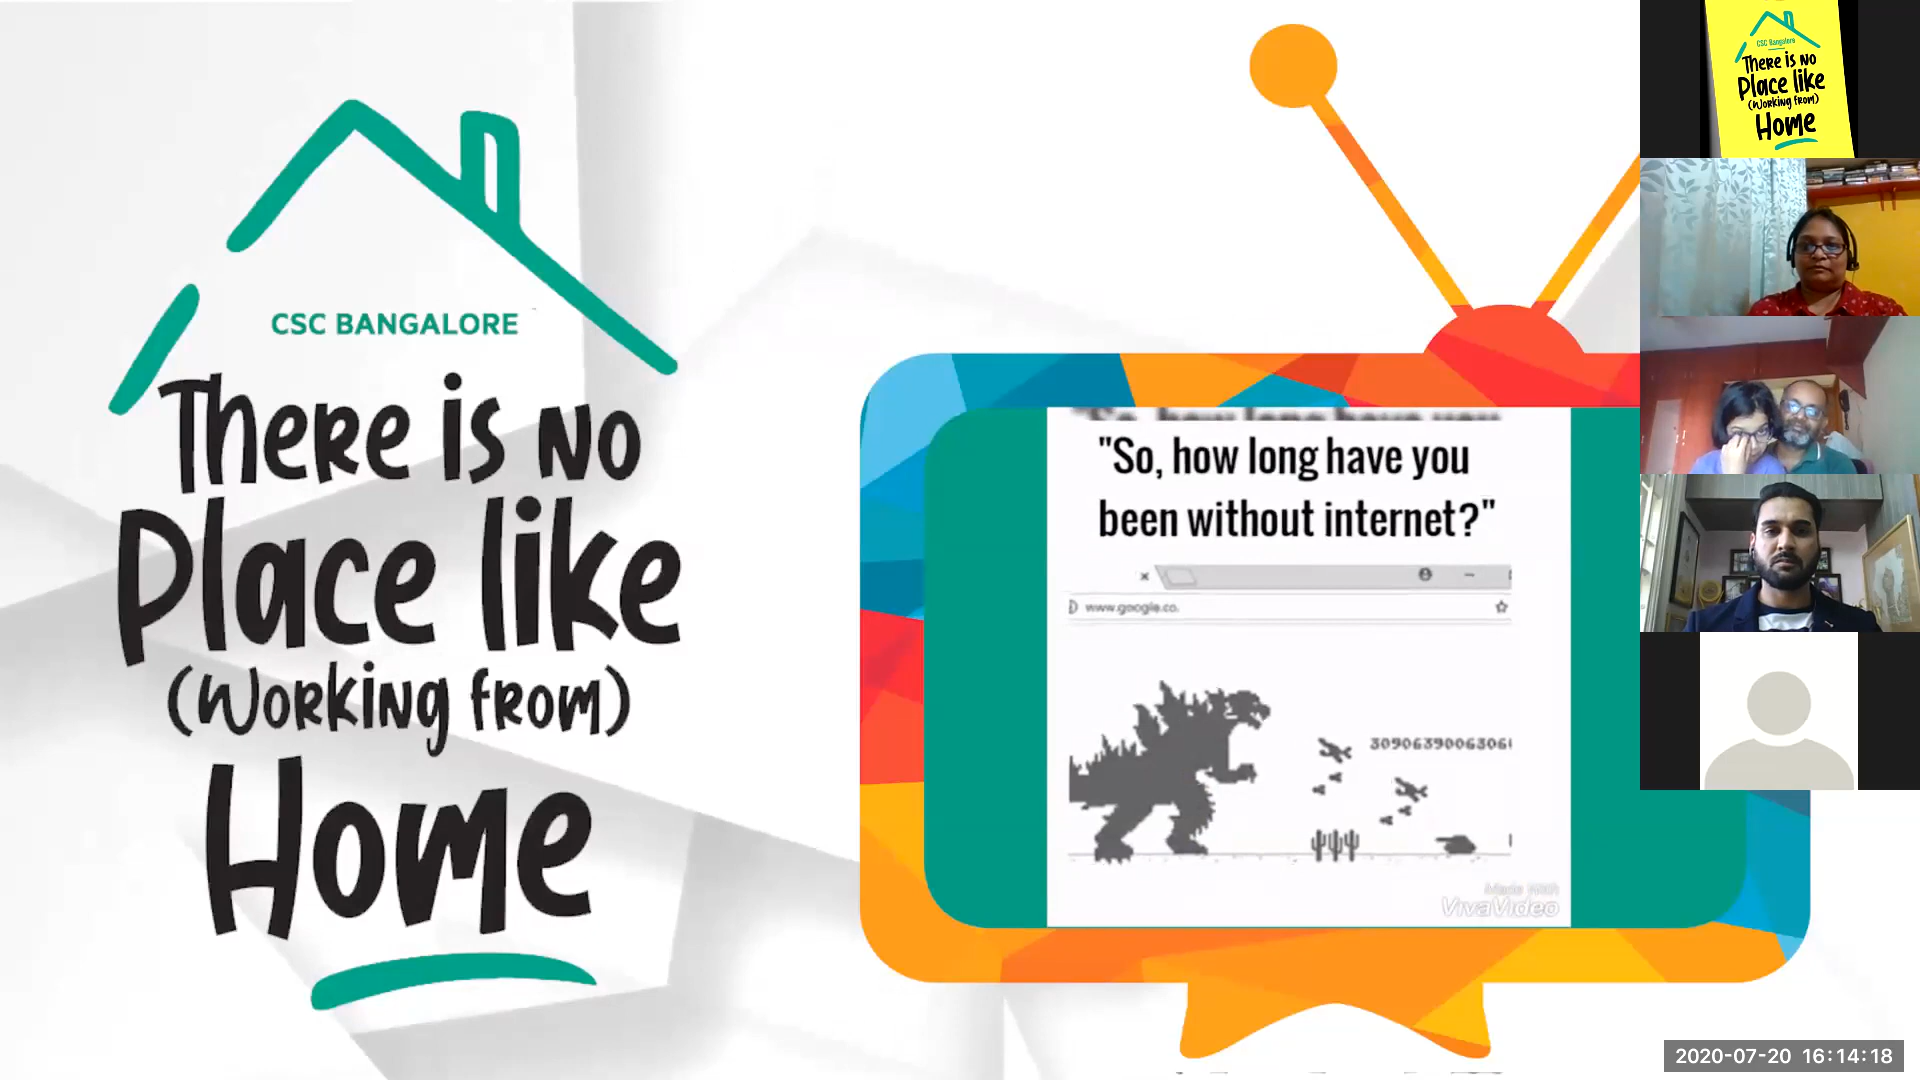 CSC BANGALORE
There is no
Place like
(Working from)
Home
"So, how long have you
been without internet?"
www.google.co.
Made With
VivaVideo
CSC Bangalore
There is no
Place like
(Working from)
Home
2020-07-20 16:14:18